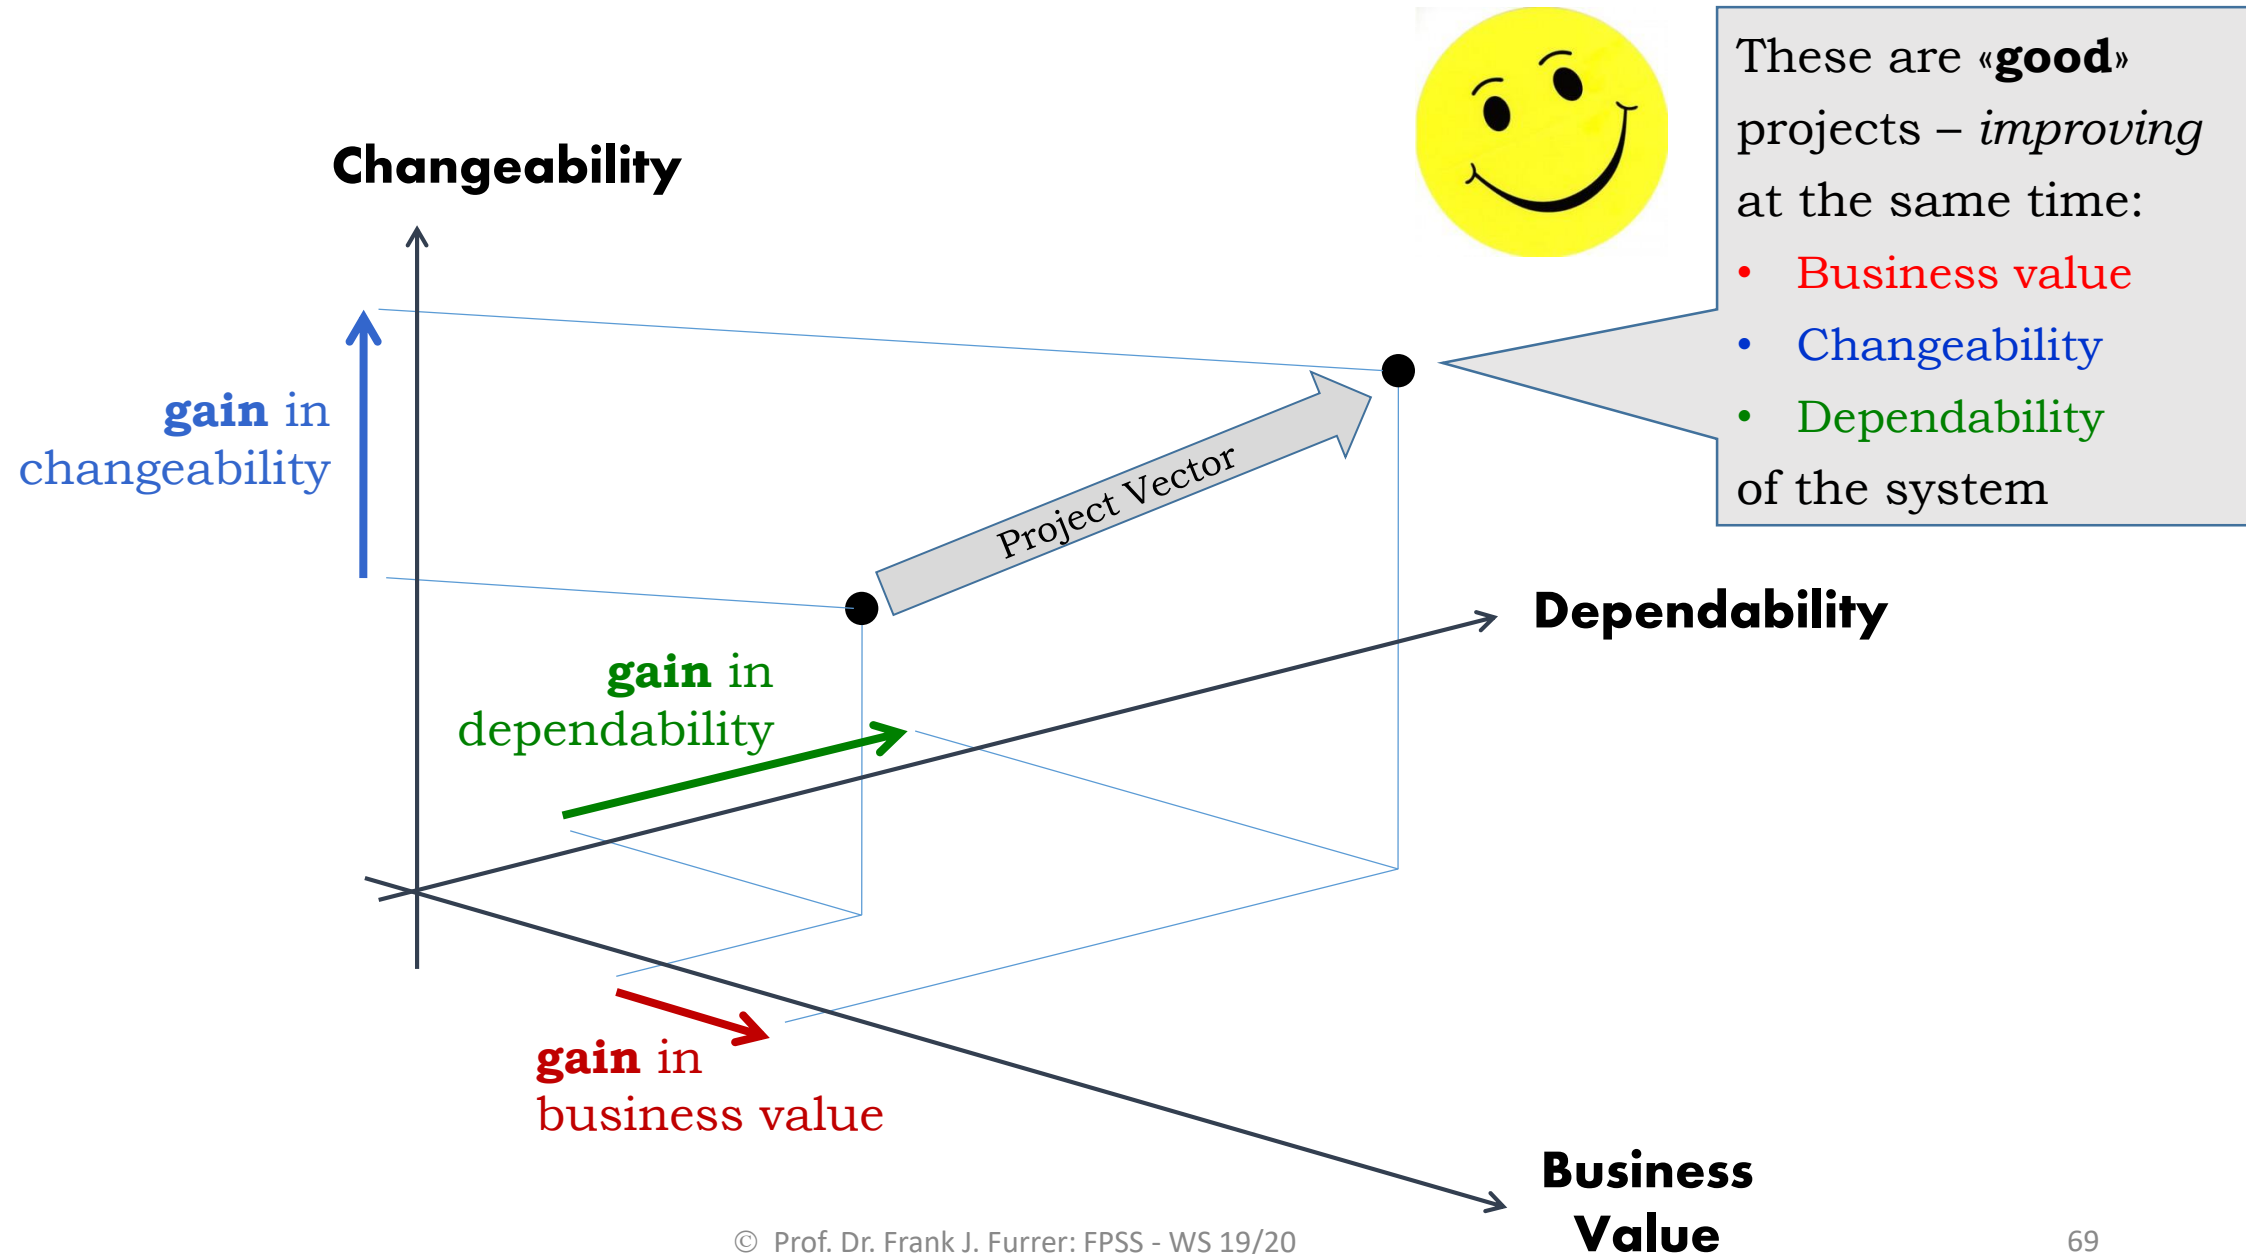 These are «good»
projects – improving
at the same time:
• Business value
• Changeability
• Dependability
of the system
Changeability
gain in
changeability
Project Vector
Dependability
gain in
dependability
gain in
business value
Business
Value
© Prof. Dr. Frank J. Furrer: FPSS - WS 19/20
69